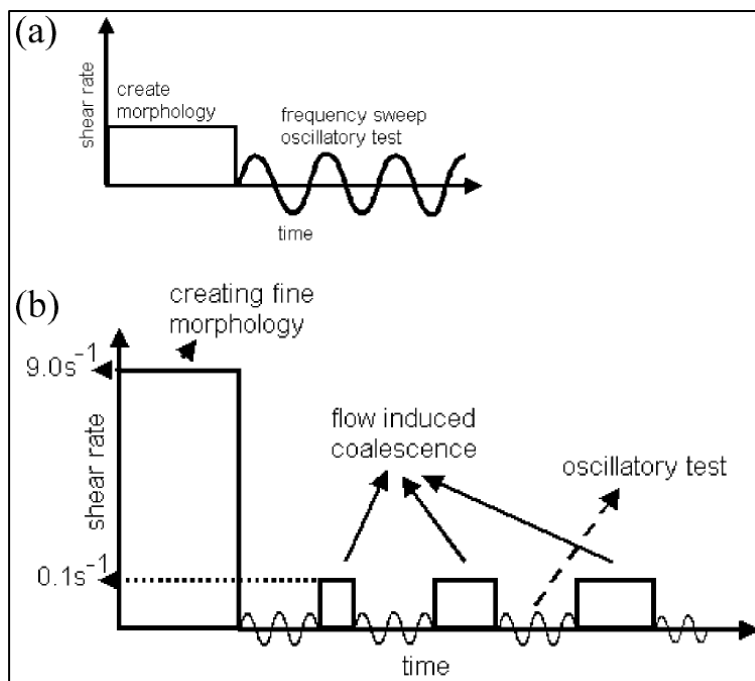 (a)
shear rate
create
morphology
frequency sweep
oscillatory test
time
(b)
creating fine
morphology
9.0s⁻¹
shear rate
flow induced
coalescence
oscillatory test
0.1s⁻¹
time